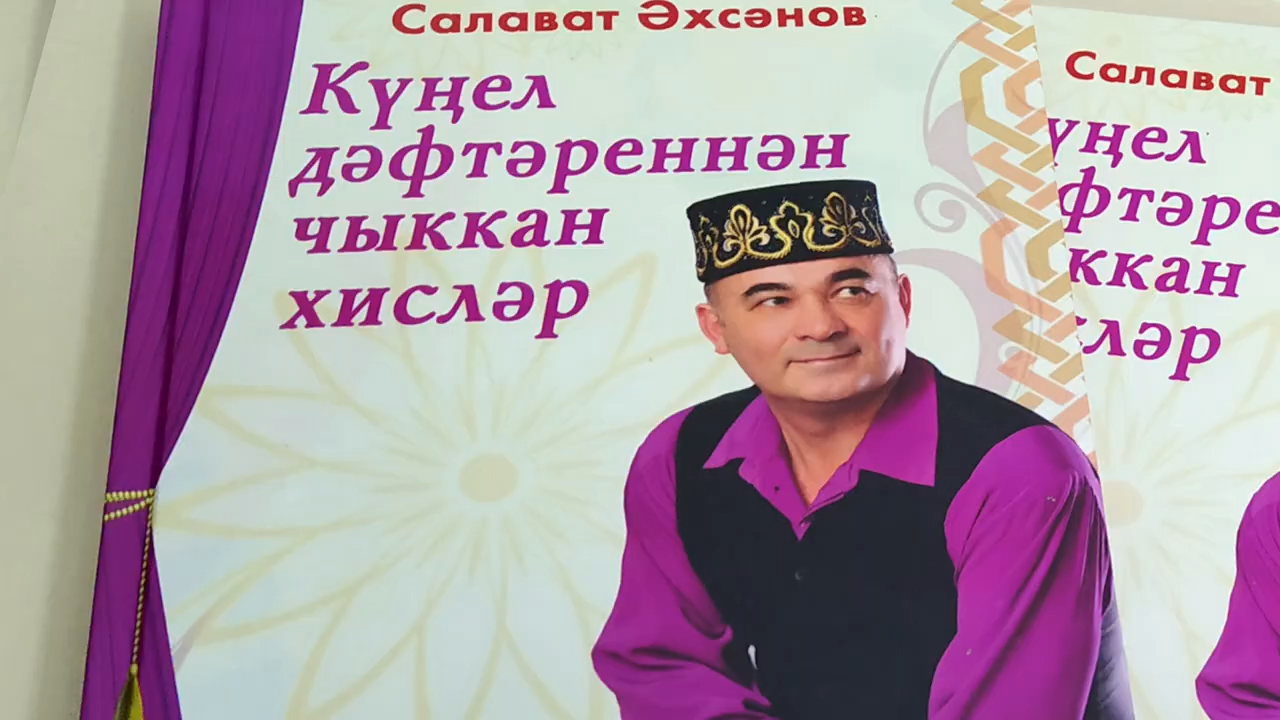 Салават Әхсәнов
Күңел
дәфтәреннән
чыккан
хисләр
Салават
үңел
фтәре
ккан
ләр